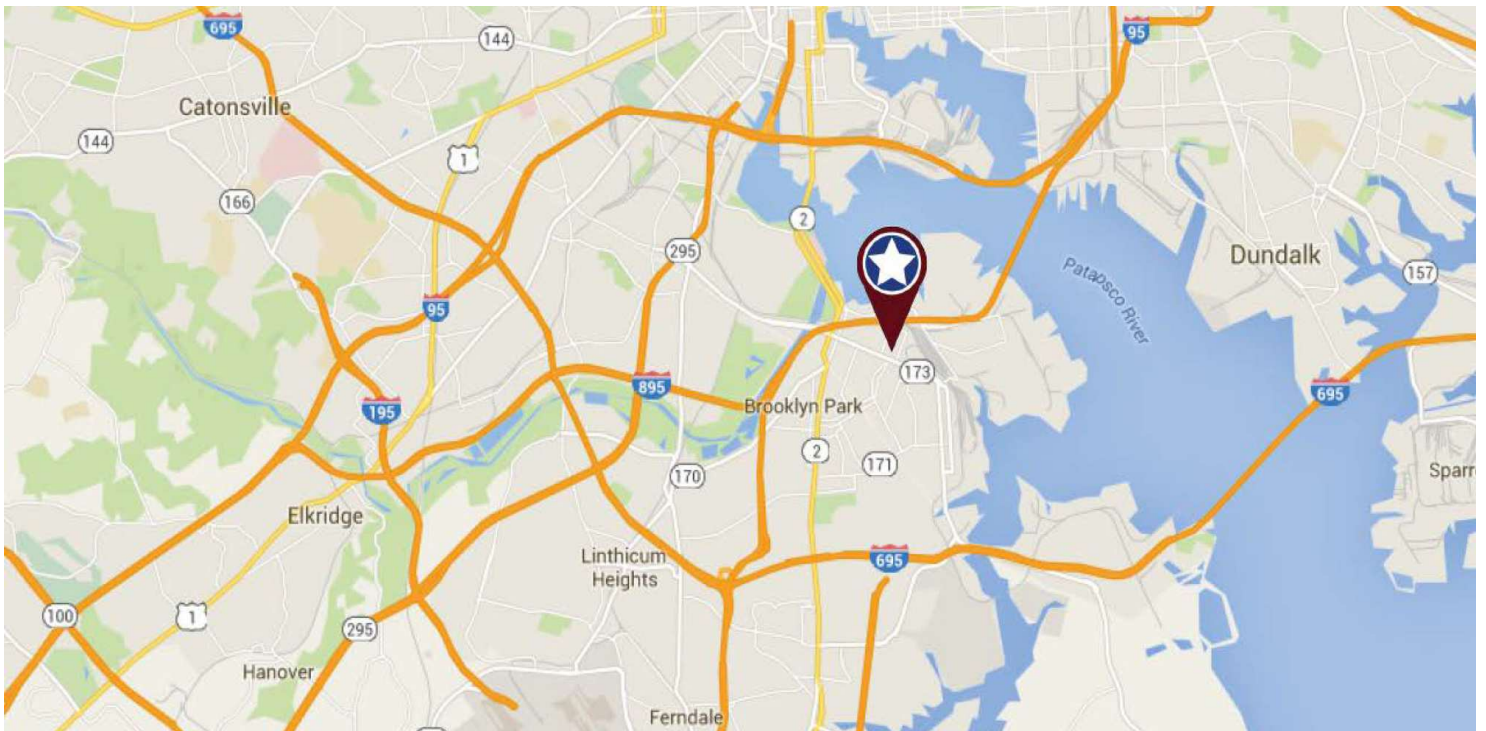 695
144
95
Catonsville
144
1
166
2
295
Dundalk
157
Patapsco River
95
173
895
695
195
Brooklyn Park
2
171
170
Sparr
Elkridge
Linthicum
Heights
695
100
1
295
Hanover
Ferndale